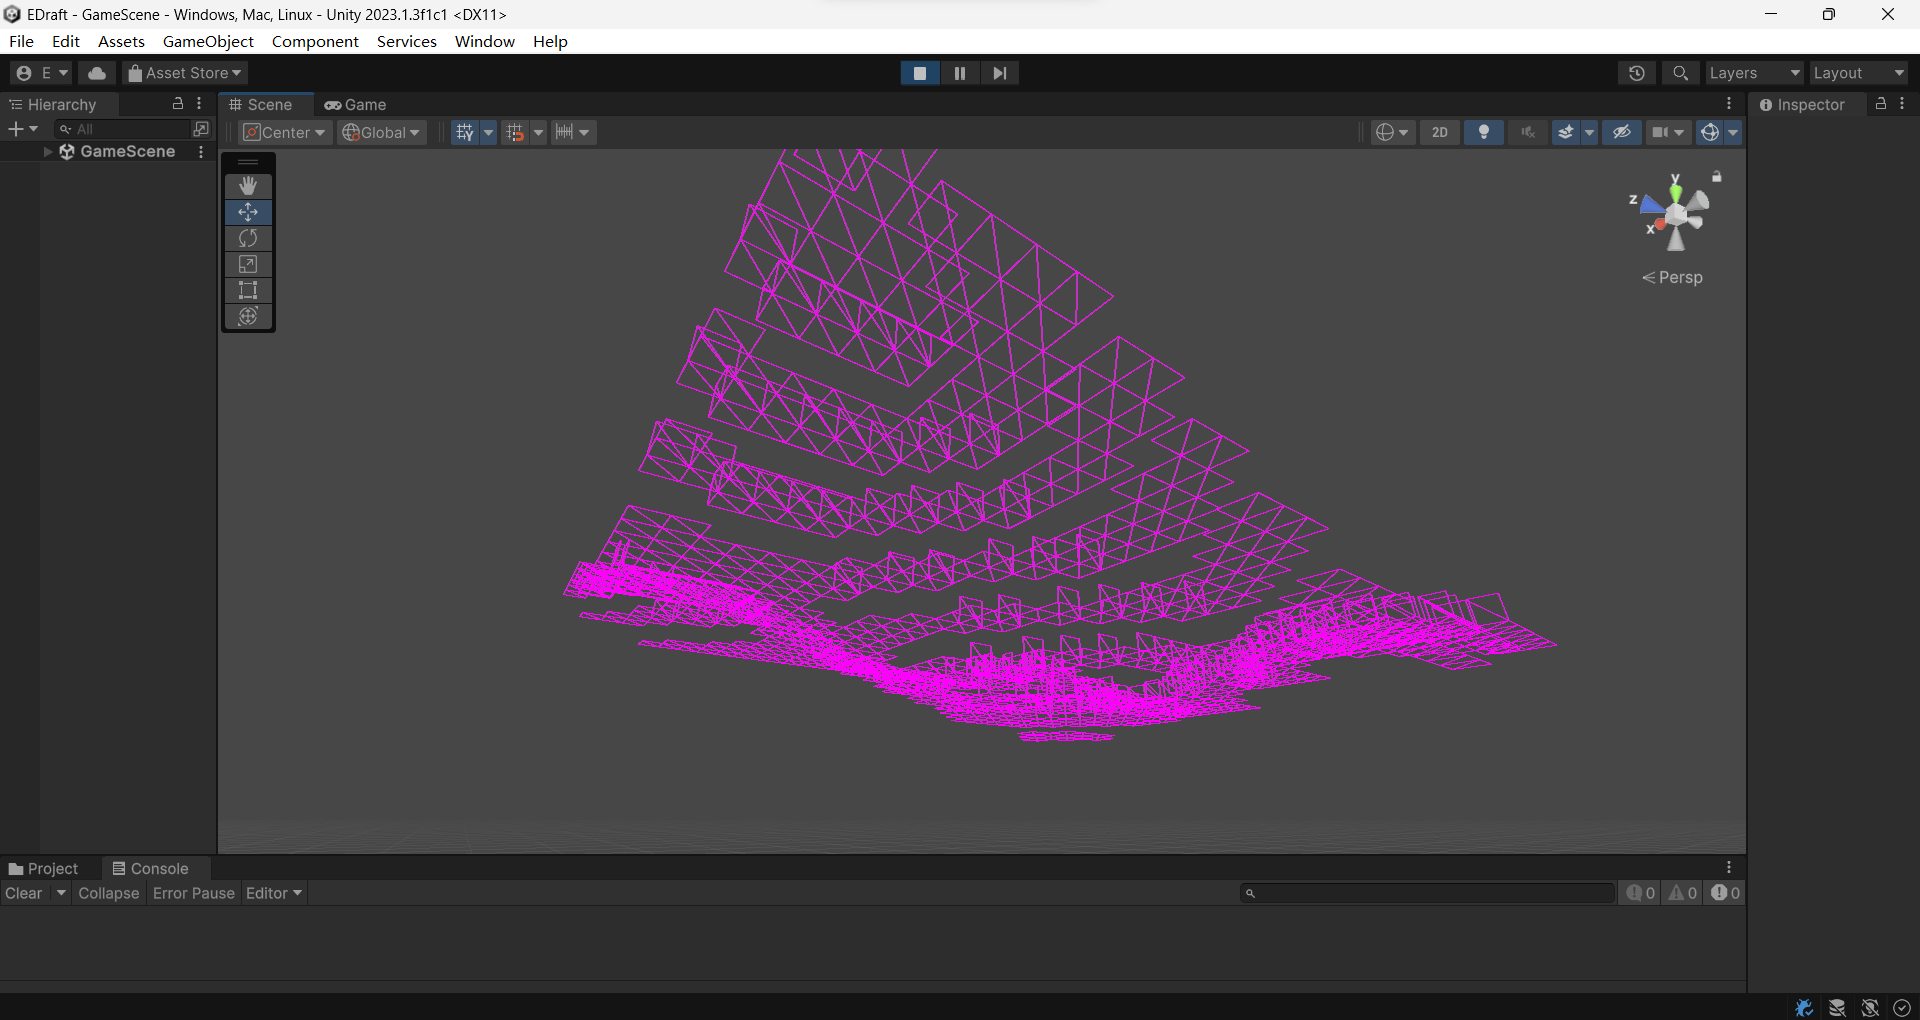 EDraft - GameScene - Windows, Mac, Linux - Unity 2023.1.3f1c1 <DX11>
File Edit Assets GameObject Component Services Window Help
E Asset Store Layers Layout
Hierarchy Scene Game Inspector
All Center Global 2D
GameScene
y
z
x
Persp
Project Console
Clear Collapse Error Pause Editor 0 0 0